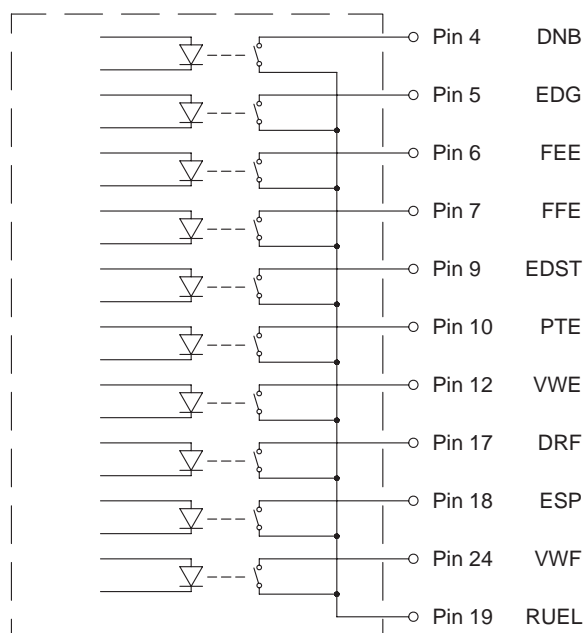 Pin 4 DNB
Pin 5 EDG
Pin 6 FEE
Pin 7 FFE
Pin 9 EDST
Pin 10 PTE
Pin 12 VWE
Pin 17 DRF
Pin 18 ESP
Pin 24 VWF
Pin 19 RUEL